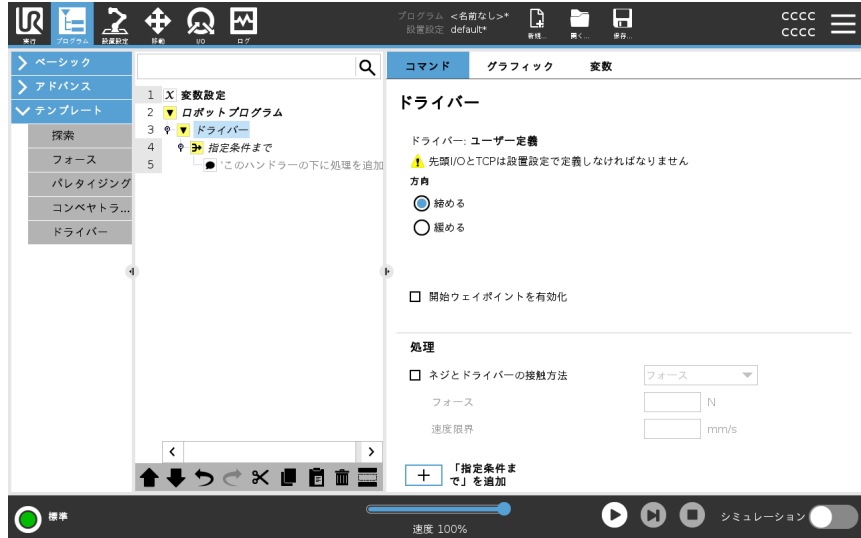 実行 プログラム 設置設定 移動 I/O ログ
プログラム <名前なし>*
設置設定 default*
新規... 開く... 保存...
CCCC
CCCC
ベーシック
アドバンス
テンプレート
探索
フォース
パレタイジング
コンベヤトラ...
ドライバー
1 X 変数設定
2 ロボットプログラム
3 ドライバー
4 指定条件まで
5 'このハンドラーの下に処理を追加
コマンド グラフィック 変数
ドライバー
ドライバー: ユーザー定義
先頭I/OとTCPは設置設定で定義しなければなりません
方向
締める
緩める
開始ウェイポイントを有効化
処理
ネジとドライバーの接触方法 フォース
フォース N
速度限界 mm/s
+ 「指定条件ま
で」を追加
標準
速度 100%
シミュレーション